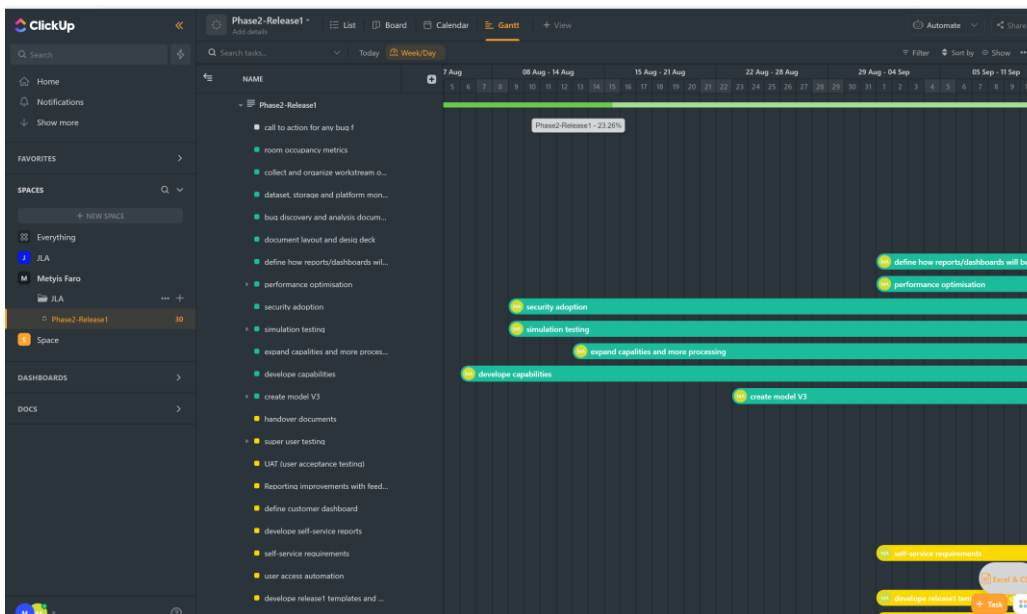 ClickUp
Search
Home
Notifications
Show more
FAVORITES
SPACES
+ NEW SPACE
Everything
J JLA
M Metyis Faro
JLA
Phase2-Release1 30
S Space
DASHBOARDS
DOCS
Phase2-Release1
Add details
List
Board
Calendar
Gantt
+ View
Automate
Share
Search tasks...
Today
Week/Day
Filter
Sort by
Show
NAME
7 Aug 08 Aug - 14 Aug 15 Aug - 21 Aug 22 Aug - 28 Aug 29 Aug - 04 Sep 05 Sep - 11 Sep
5 6 7 8 9 10 11 12 13 14 15 16 17 18 19 20 21 22 23 24 25 26 27 28 29 30 31 1 2 3 4 5 6 7 8 9
Phase2-Release1
call to action for any bug f
Phase2-Release1 - 23.26%
room occupancy metrics
collect and organize workstream o...
dataset, storage and platform mon...
bug discovery and analysis docum...
document layout and desig deck
define how reports/dashboards wil...
define how reports/dashboards will be
performance optimisation
performance optimisation
security adoption
security adoption
simulation testing
simulation testing
expand capalities and more proces...
expand capalities and more processing
develope capabilities
develope capabilities
create model V3
create model V3
handover documents
super user testing
UAT (user acceptance testing)
Reporting improvements with feed...
define customer dashboard
develope self-service reports
self-service requirements
self-service requirements
user access automation
Excel & CS
develope release1 templates and ...
develope release1 tem
+ Task